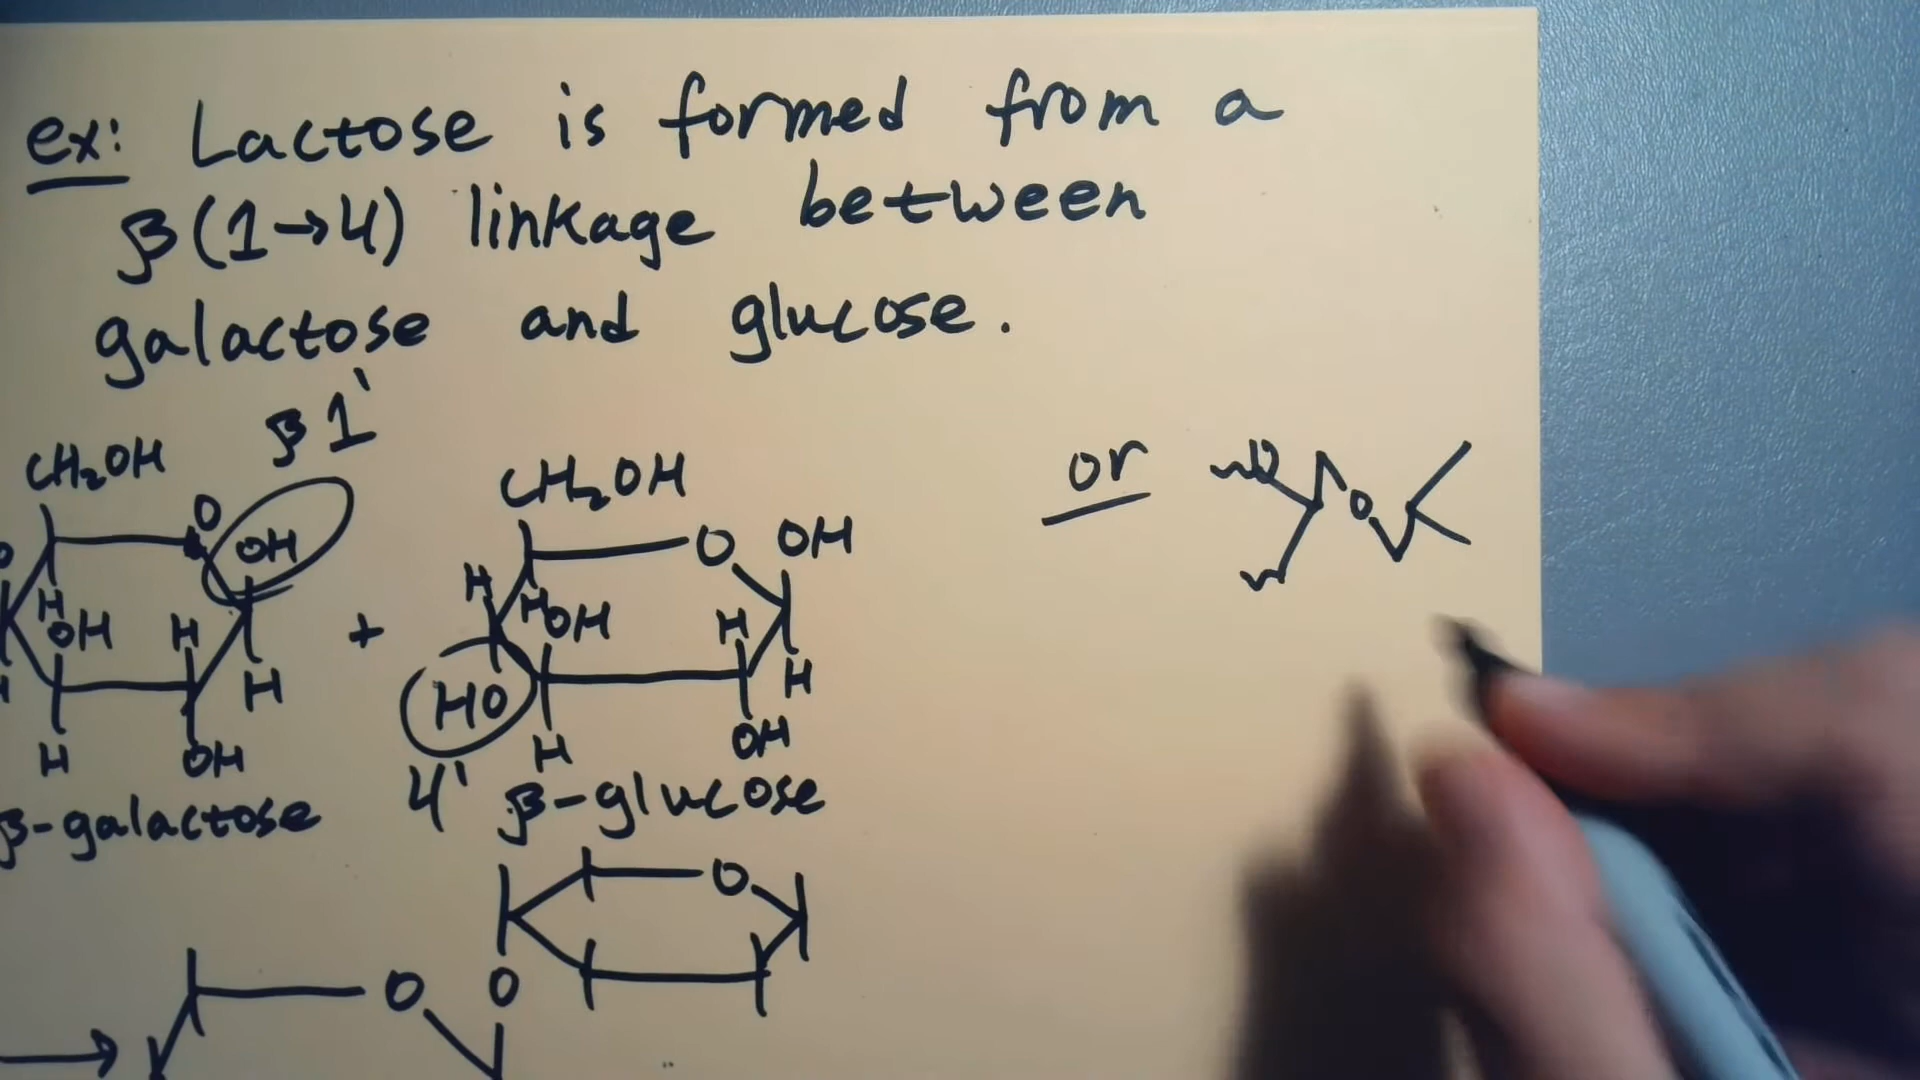 ex: Lactose is formed from a
β(1→4) linkage between
galactose and glucose.
β1'
CH₂OH
O
OH
H
OH
H
H
H
OH
+
CH₂OH
O
OH
H
H
OH
H
H
HO
H
OH
4'
β-galactose
β-glucose
or
O
O
O
O